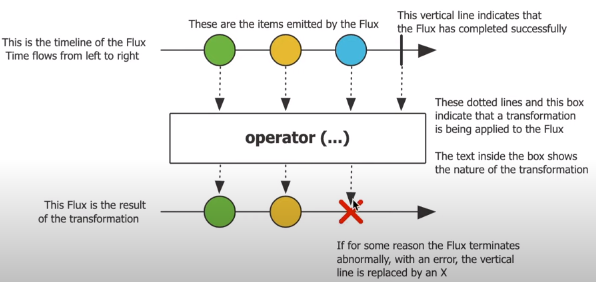 These are the items emitted by the Flux
This vertical line indicates that
the Flux has completed successfully
This is the timeline of the Flux
Time flows from left to right
operator (...)
These dotted lines and this box
indicate that a transformation
is being applied to the Flux
The text inside the box shows
the nature of the transformation
This Flux is the result
of the transformation
If for some reason the Flux terminates
abnormally, with an error, the vertical
line is replaced by an X